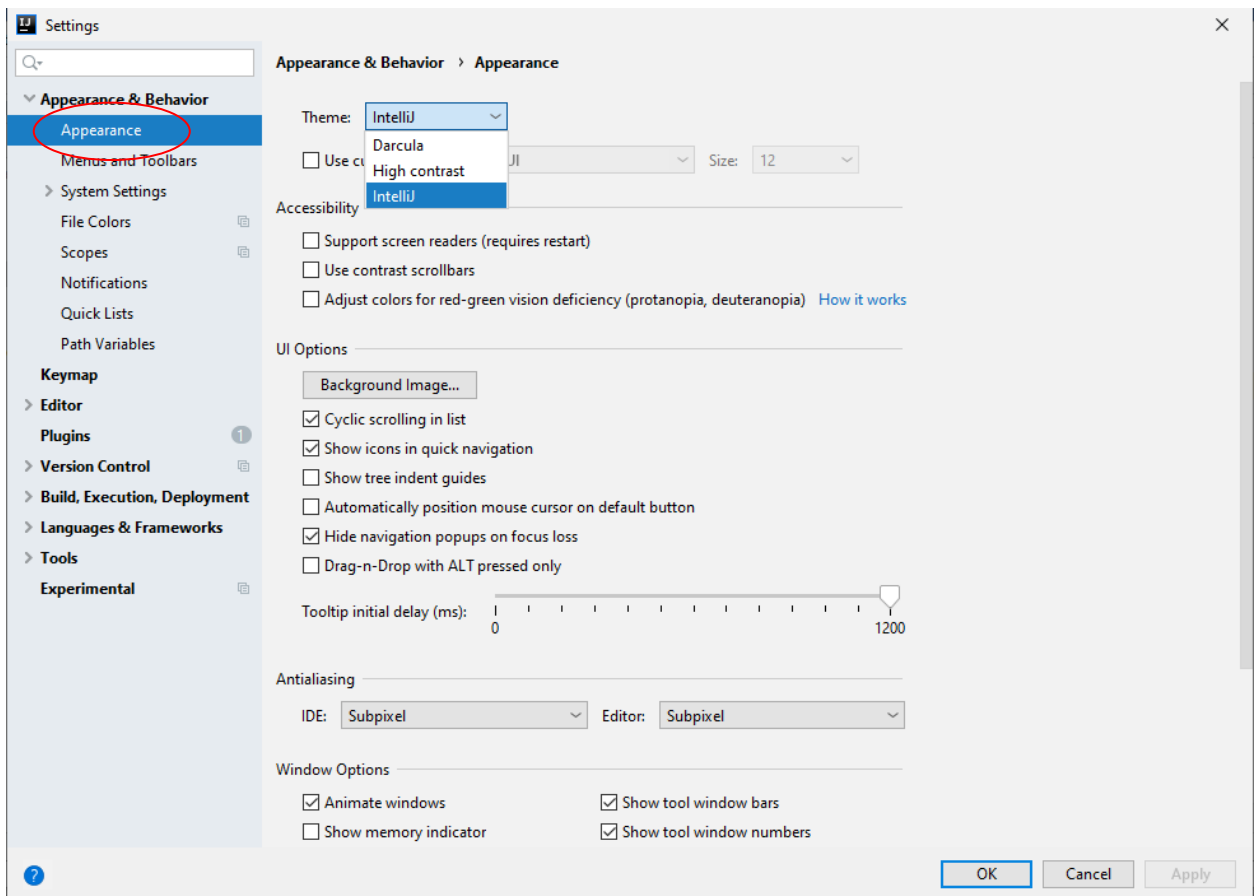 Settings
Appearance & Behavior › Appearance
Appearance & Behavior
Appearance
Menus and Toolbars
System Settings
File Colors
Scopes
Notifications
Quick Lists
Path Variables
Keymap
Editor
Plugins 1
Version Control
Build, Execution, Deployment
Languages & Frameworks
Tools
Experimental
Theme: IntelliJ
Darcula
High contrast
IntelliJ
Use cu UI Size: 12
Accessibility
Support screen readers (requires restart)
Use contrast scrollbars
Adjust colors for red-green vision deficiency (protanopia, deuteranopia) How it works
UI Options
Background Image...
Cyclic scrolling in list
Show icons in quick navigation
Show tree indent guides
Automatically position mouse cursor on default button
Hide navigation popups on focus loss
Drag-n-Drop with ALT pressed only
Tooltip initial delay (ms):
0 1200
Antialiasing
IDE: Subpixel Editor: Subpixel
Window Options
Animate windows Show tool window bars
Show memory indicator Show tool window numbers
? OK Cancel Apply